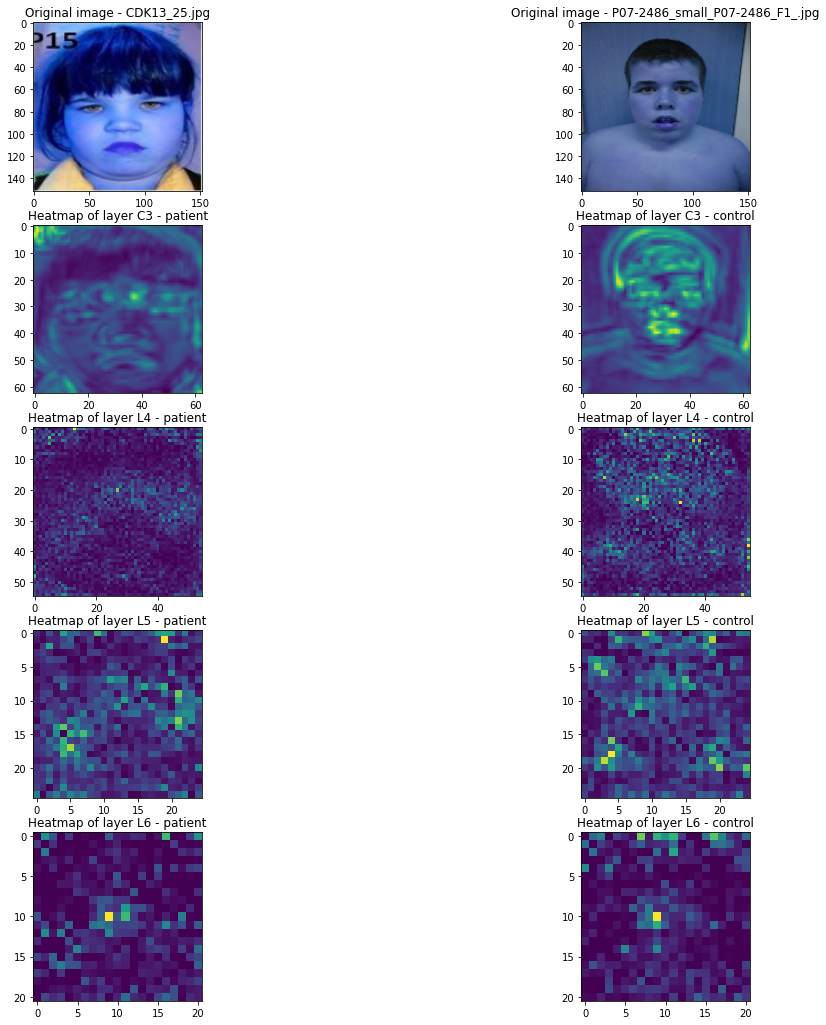 Original image - CDK13_25.jpg
Original image - P07-2486_small_P07-2486_F1_.jpg
P15
0 20 40 60 80 100 120 140
0 50 100 150
0 20 40 60 80 100 120 140
0 50 100 150
Heatmap of layer C3 - patient
Heatmap of layer C3 - control
0 10 20 30 40 50 60
0 20 40 60
0 10 20 30 40 50 60
0 20 40 60
Heatmap of layer L4 - patient
Heatmap of layer L4 - control
0 10 20 30 40 50
0 20 40
0 10 20 30 40 50
0 20 40
Heatmap of layer L5 - patient
Heatmap of layer L5 - control
0 5 10 15 20
0 5 10 15 20
0 5 10 15 20
0 5 10 15 20
Heatmap of layer L6 - patient
Heatmap of layer L6 - control
0 5 10 15 20
0 5 10 15 20
0 5 10 15 20
0 5 10 15 20